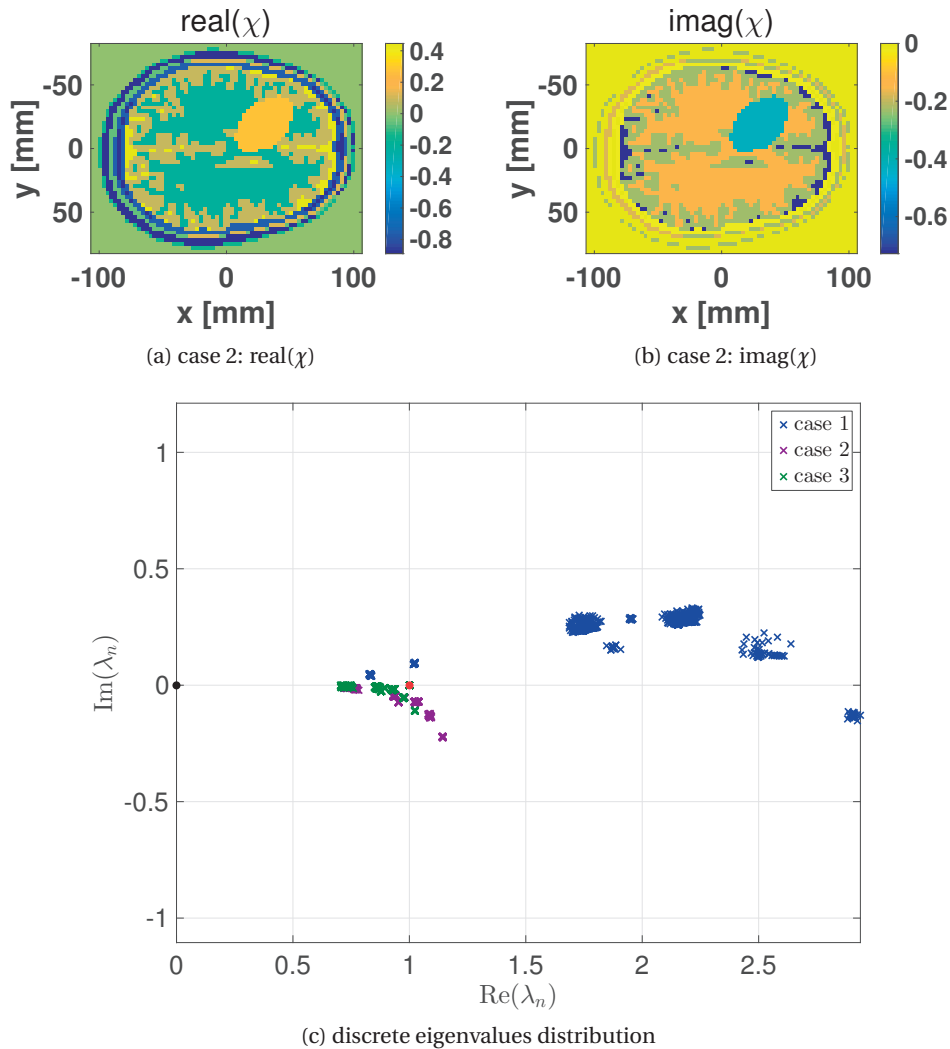 real(χ)
imag(χ)
y [mm]
-50
0
50
-100
0
100
x [mm]
0.4
0.2
0
-0.2
-0.4
-0.6
-0.8
y [mm]
-50
0
50
-100
0
100
x [mm]
0
-0.2
-0.4
-0.6
(a) case 2: real(χ)
(b) case 2: imag(χ)
case 1
case 2
case 3
Im(λn)
1
0.5
0
-0.5
-1
0
0.5
1
1.5
2
2.5
Re(λn)
(c) discrete eigenvalues distribution